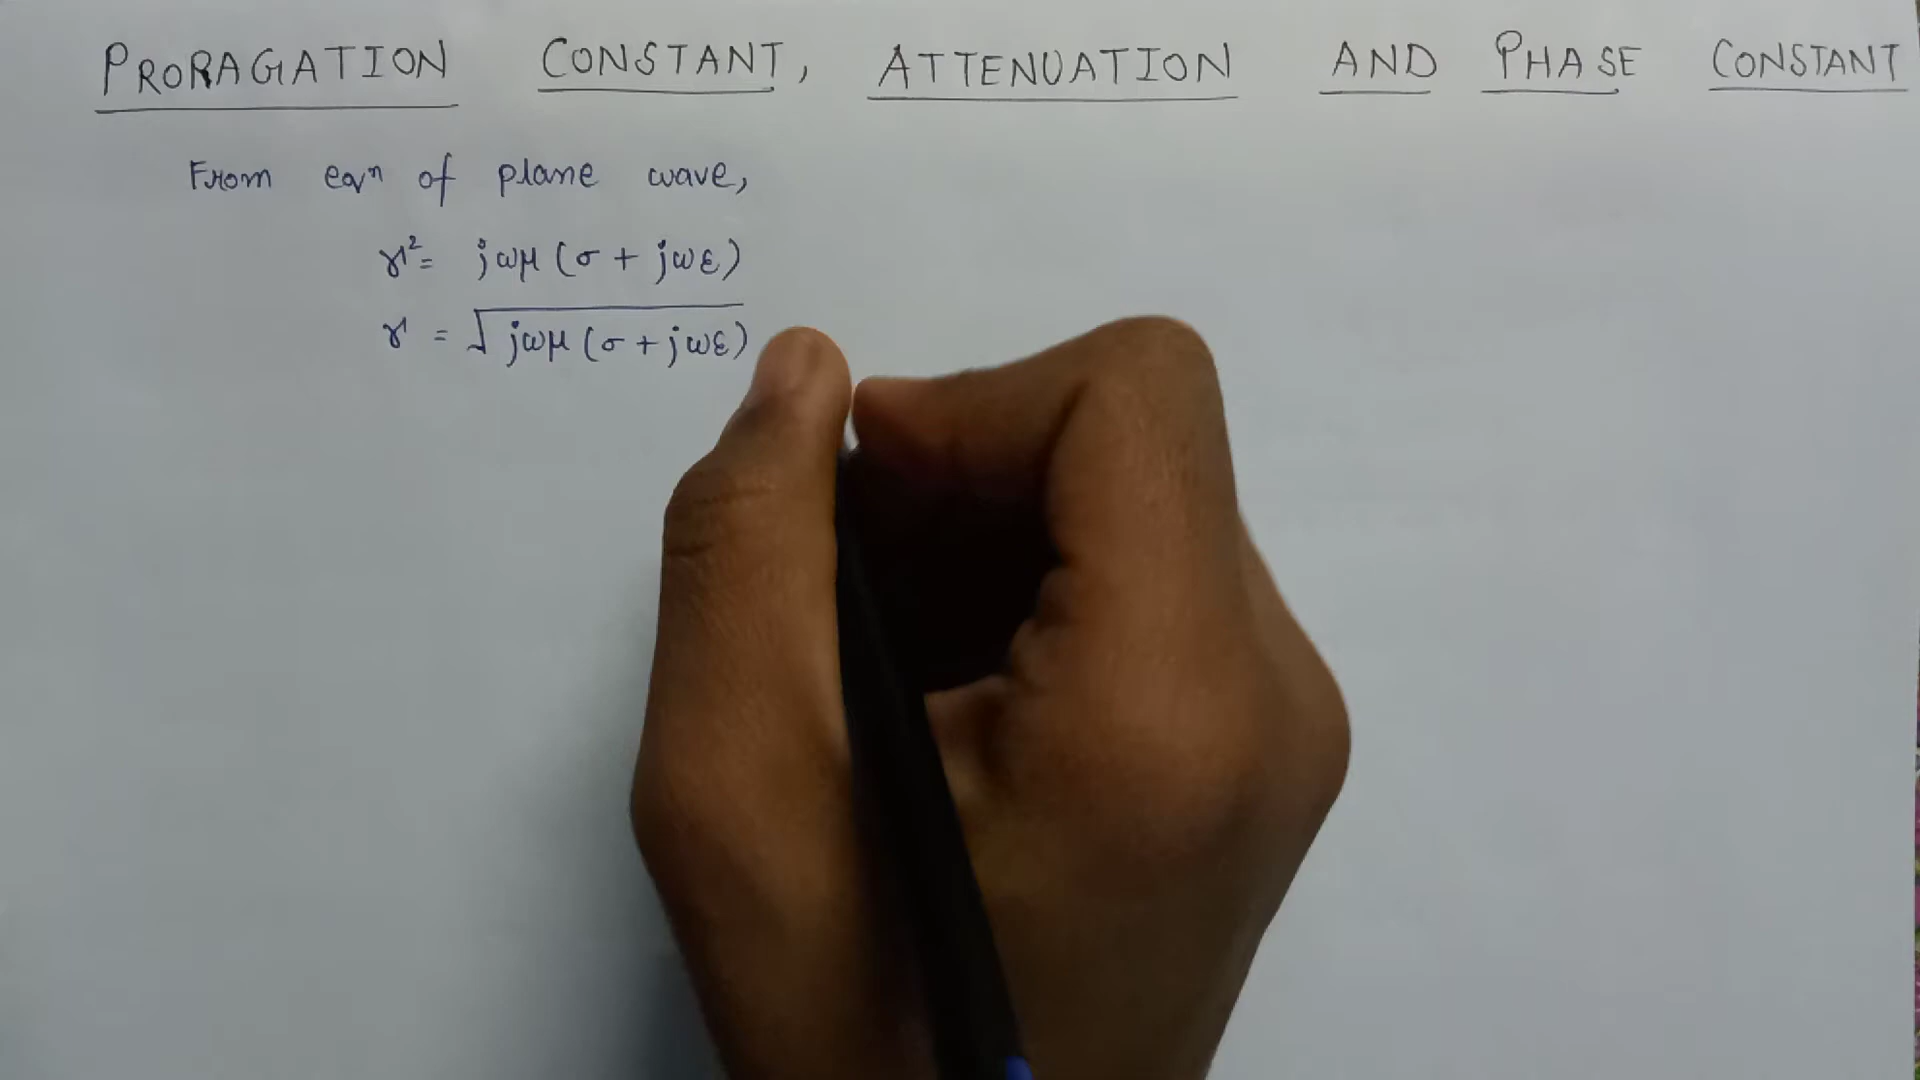 PRORAGATION CONSTANT, ATTENUATION AND PHASE CONSTANT
From eqⁿ of plane wave,
γ² = jωμ (σ + jωε)
γ = √jωμ (σ + jωε)